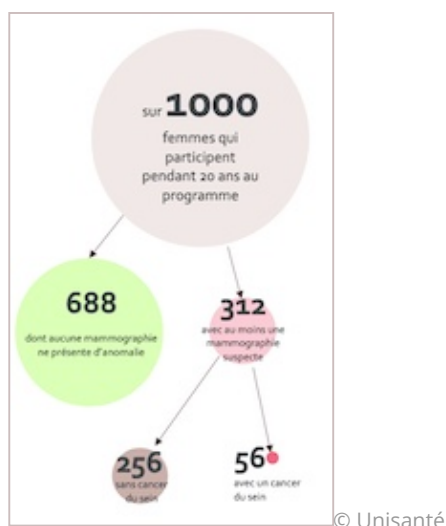 sur 1000
femmes qui
participent
pendant 20 ans au
programme
688
dont aucune mammographie
ne présente d'anomalie
312
avec au moins une
mammographie
suspecte
256
sans cancer
du sein
56
avec un cancer
du sein
© Unisanté